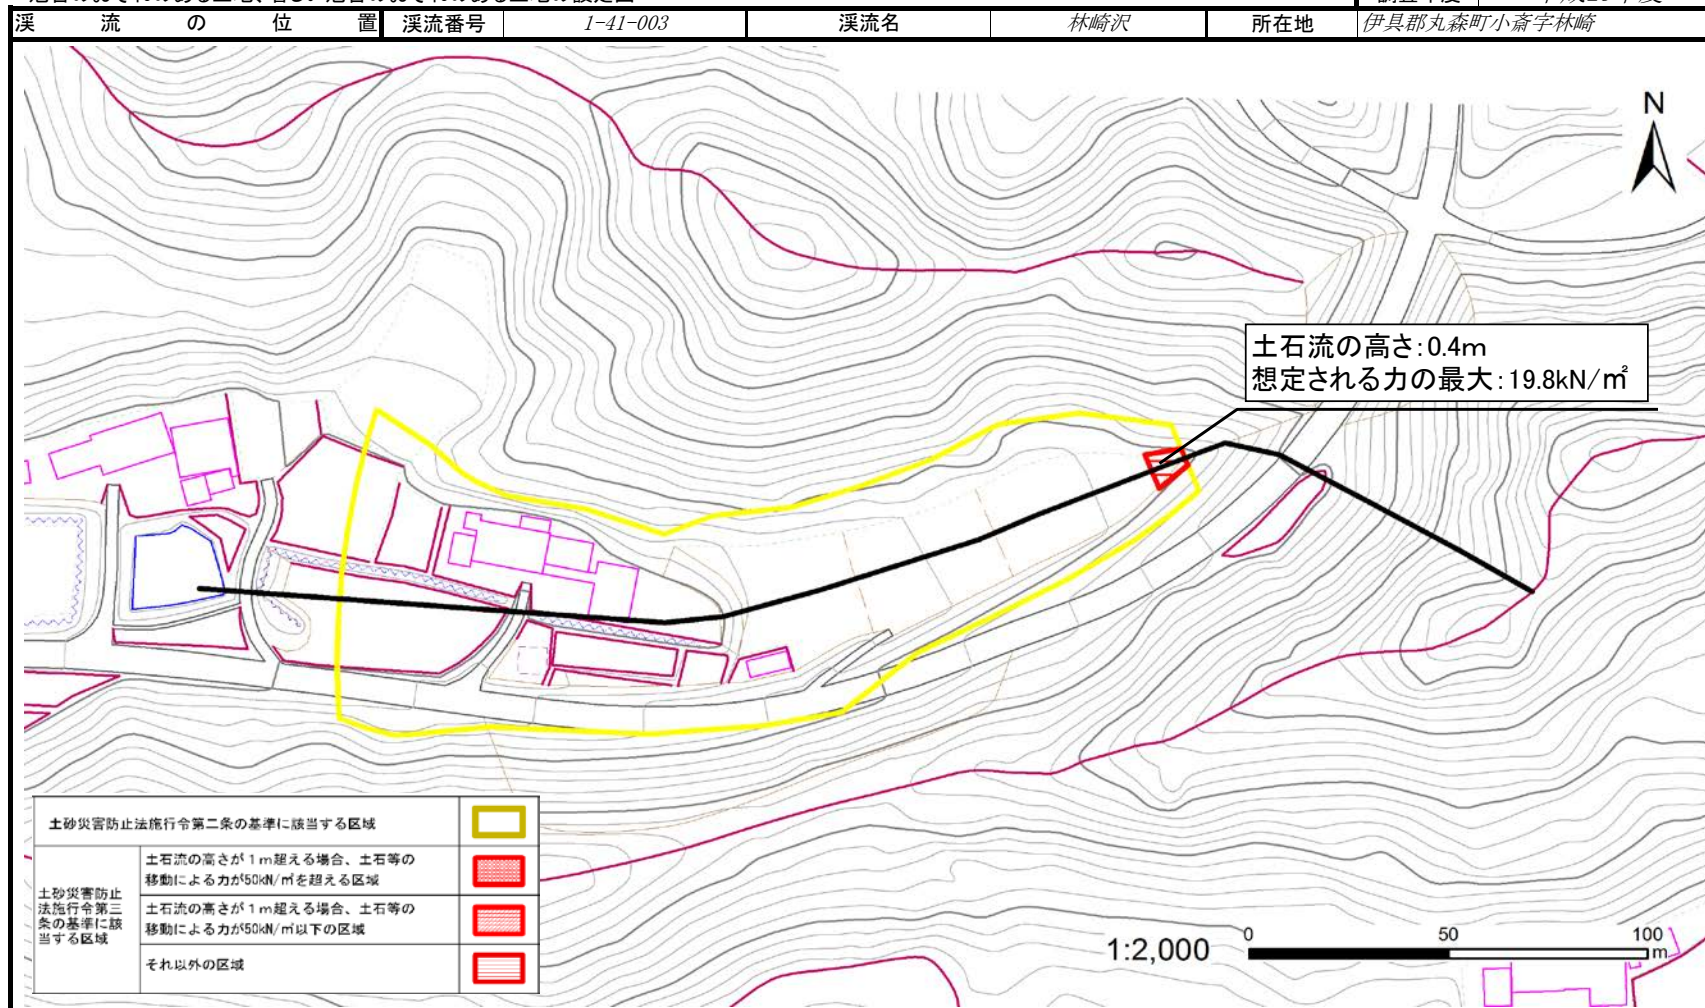 渓流の位置 渓流番号 1-41-003 渓流名 林崎沢 所在地 伊具郡丸森町小斎字林崎
N
土石流の高さ:0.4m
想定される力の最大:19.8kN/㎡
土砂災害防止法施行令第二条の基準に該当する区域
土砂災害防止
法施行令第三
条の基準に該
当する区域
土石流の高さが1m超える場合、土石等の
移動による力が50kN/㎡を超える区域
土石流の高さが1m超える場合、土石等の
移動による力が50kN/㎡以下の区域
それ以外の区域
1:2,000
0 50 100
m